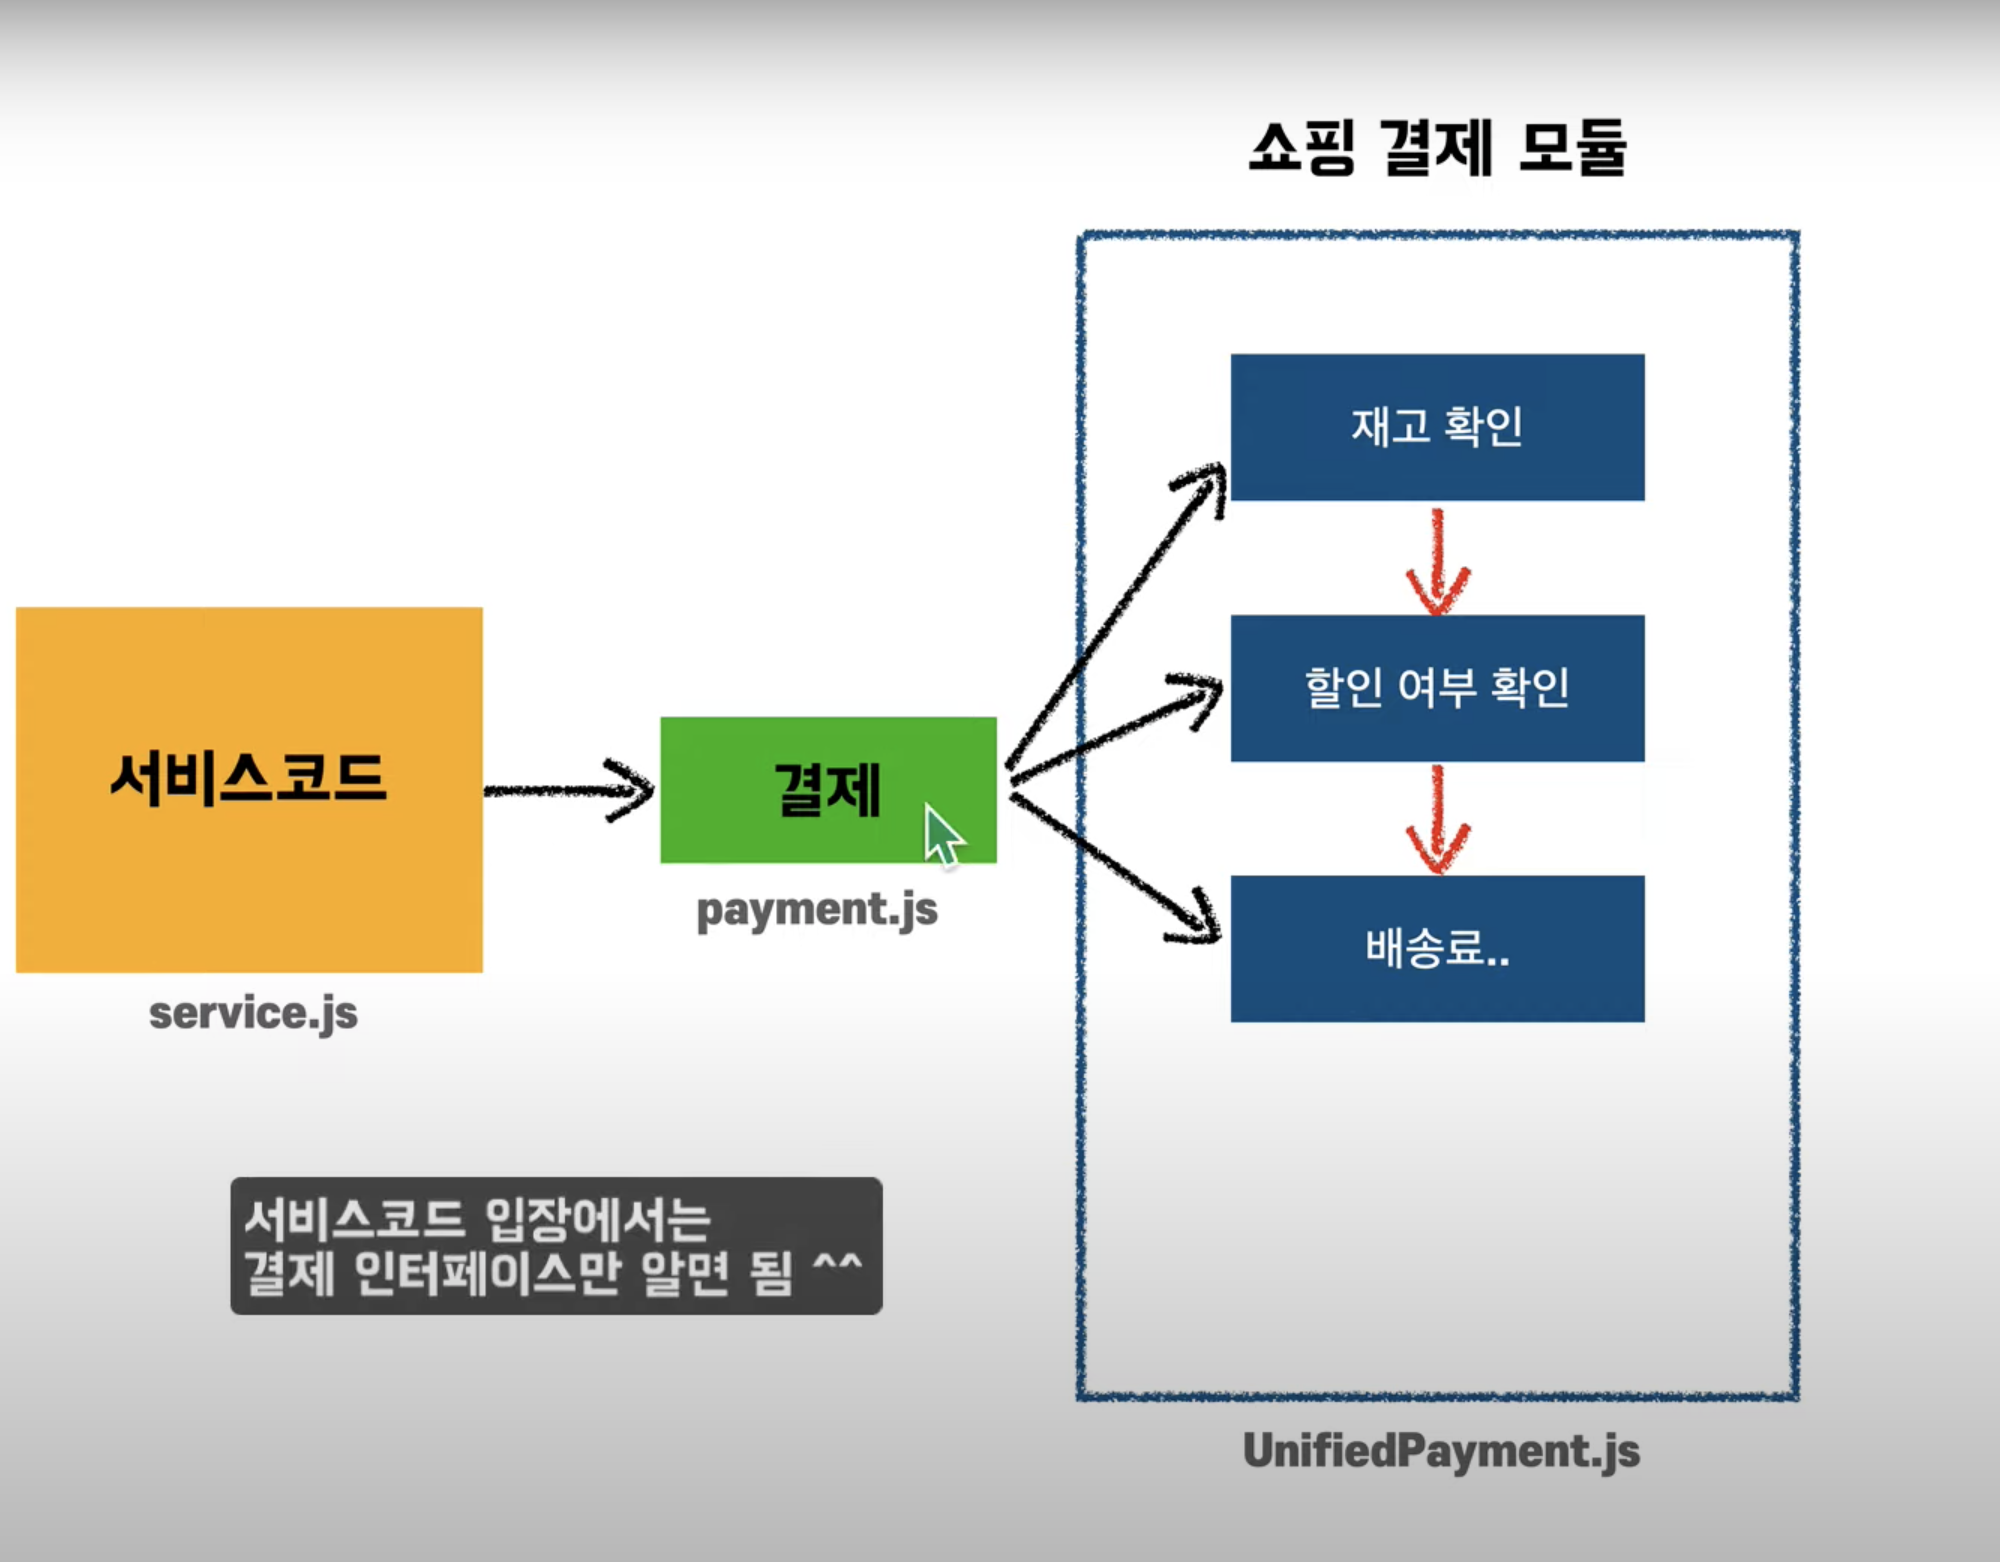 쇼핑 결제 모듈
재고 확인
할인 여부 확인
배송료..
서비스코드
결제
payment.js
service.js
서비스코드 입장에서는
결제 인터페이스만 알면 됨 ^^
UnifiedPayment.js